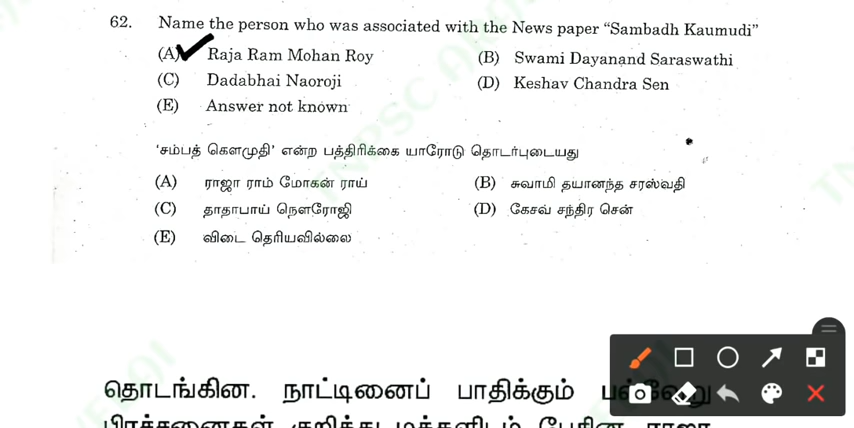 62. Name the person who was associated with the News paper “Sambadh Kaumudi”
(A) Raja Ram Mohan Roy (B) Swami Dayanand Saraswathi
(C) Dadabhai Naoroji (D) Keshav Chandra Sen
(E) Answer not known
‘சம்பத் கௌமுதி’ என்ற பத்திரிக்கை யாரோடு தொடர்புடையது
(A) ராஜா ராம் மோகன் ராய் (B) சுவாமி தயானந்த சரஸ்வதி
(C) தாதாபாய் நௌரோஜி (D) கேசவ் சந்திர சென்
(E) விடை தெரியவில்லை
தொடங்கின. நாட்டினைப் பாதிக்கும் பல்வேறு